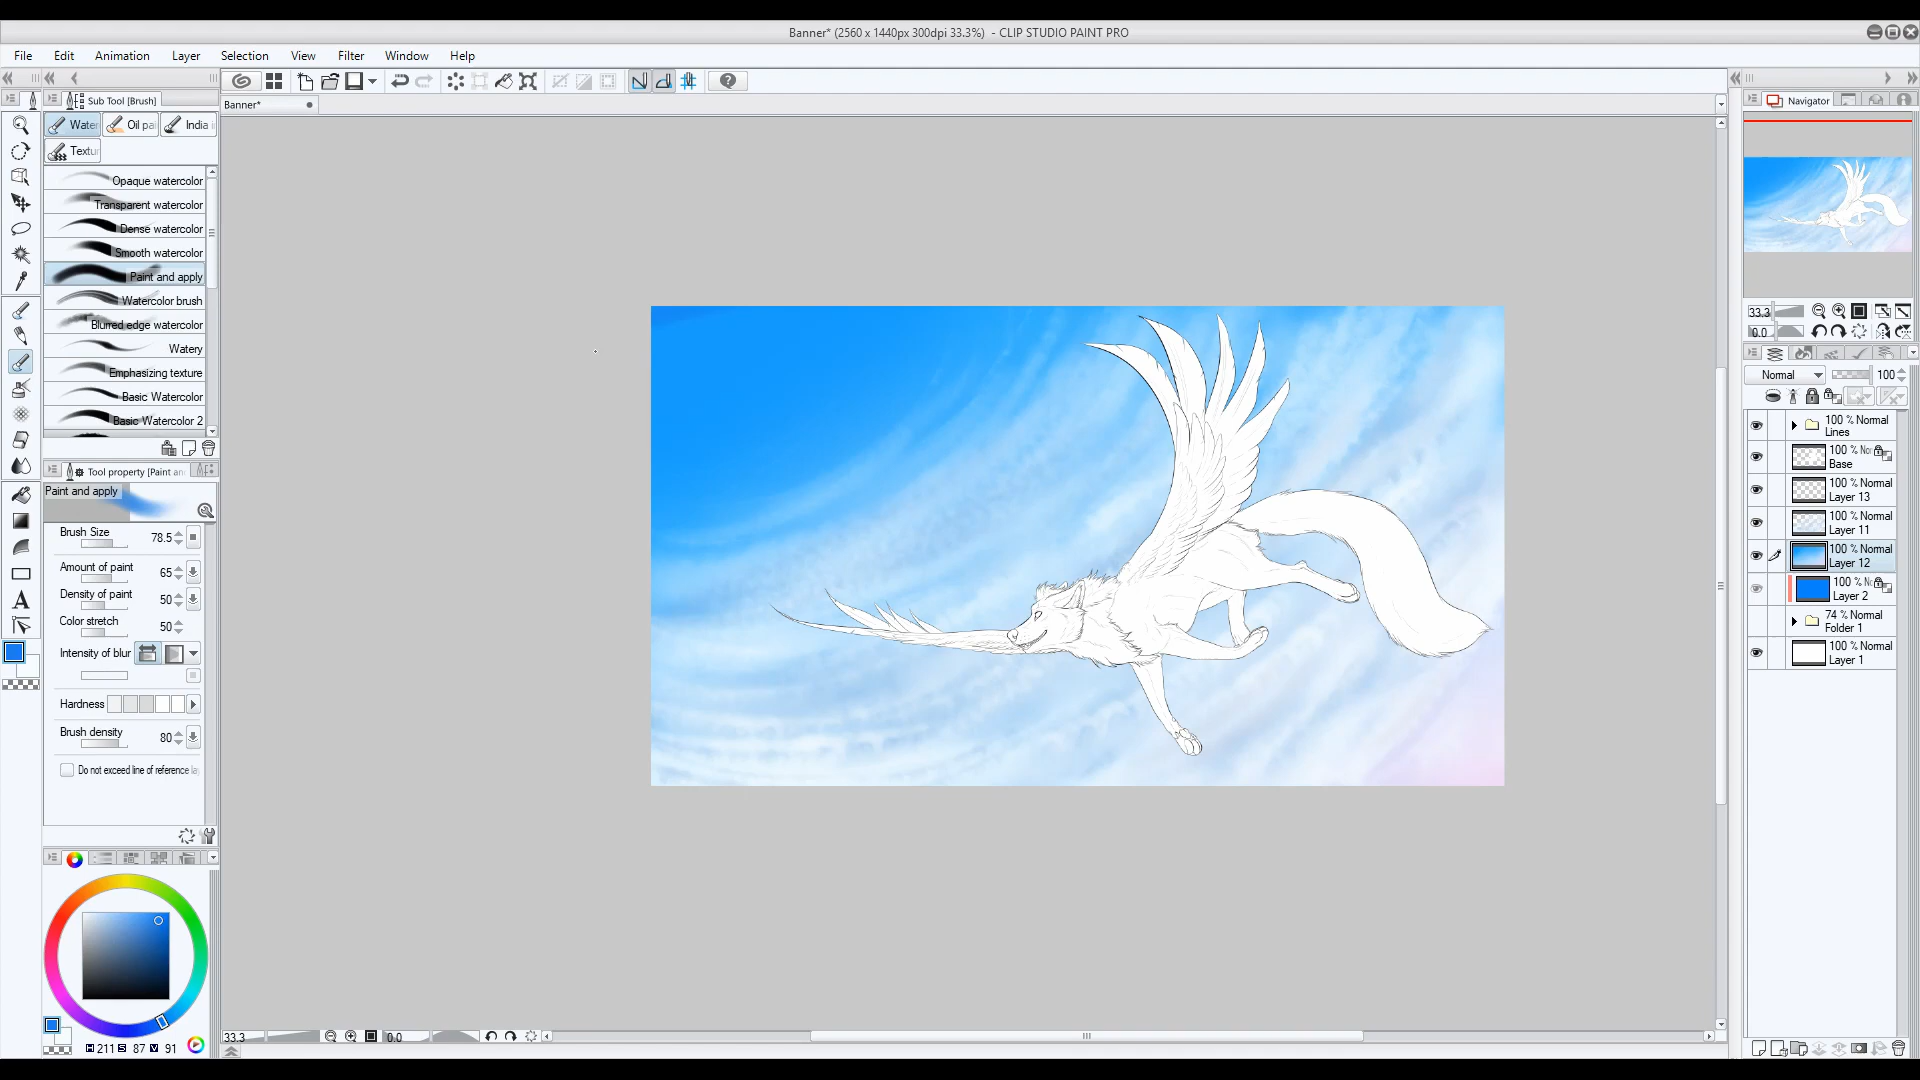 Banner* (2560 x 1440px 300dpi 33.3%) - CLIP STUDIO PAINT PRO
File Edit Animation Layer Selection View Filter Window Help
Sub Tool [Brush]
Banner*
Navigator
Water
Oil pai
India i
Textu
Opaque watercolor
Transparent watercolor
Dense watercolor
Smooth watercolor
Paint and apply
Watercolor brush
Blurred edge watercolor
Watery
Emphasizing texture
Basic Watercolor
Basic Watercolor 2
Tool property [Paint an
Paint and apply
Brush Size 78.5
Amount of paint 65
Density of paint 50
Color stretch 50
Intensity of blur
Hardness
Brush density 80
Do not exceed line of reference la
H 211 S 87 V 91
33.3 0.0
33.3
0.0
Normal 100
100 % Normal
Lines
100 % Nor
Base
100 % Normal
Layer 13
100 % Normal
Layer 11
100 % Normal
Layer 12
100 % Nc
Layer 2
74 % Normal
Folder 1
100 % Normal
Layer 1